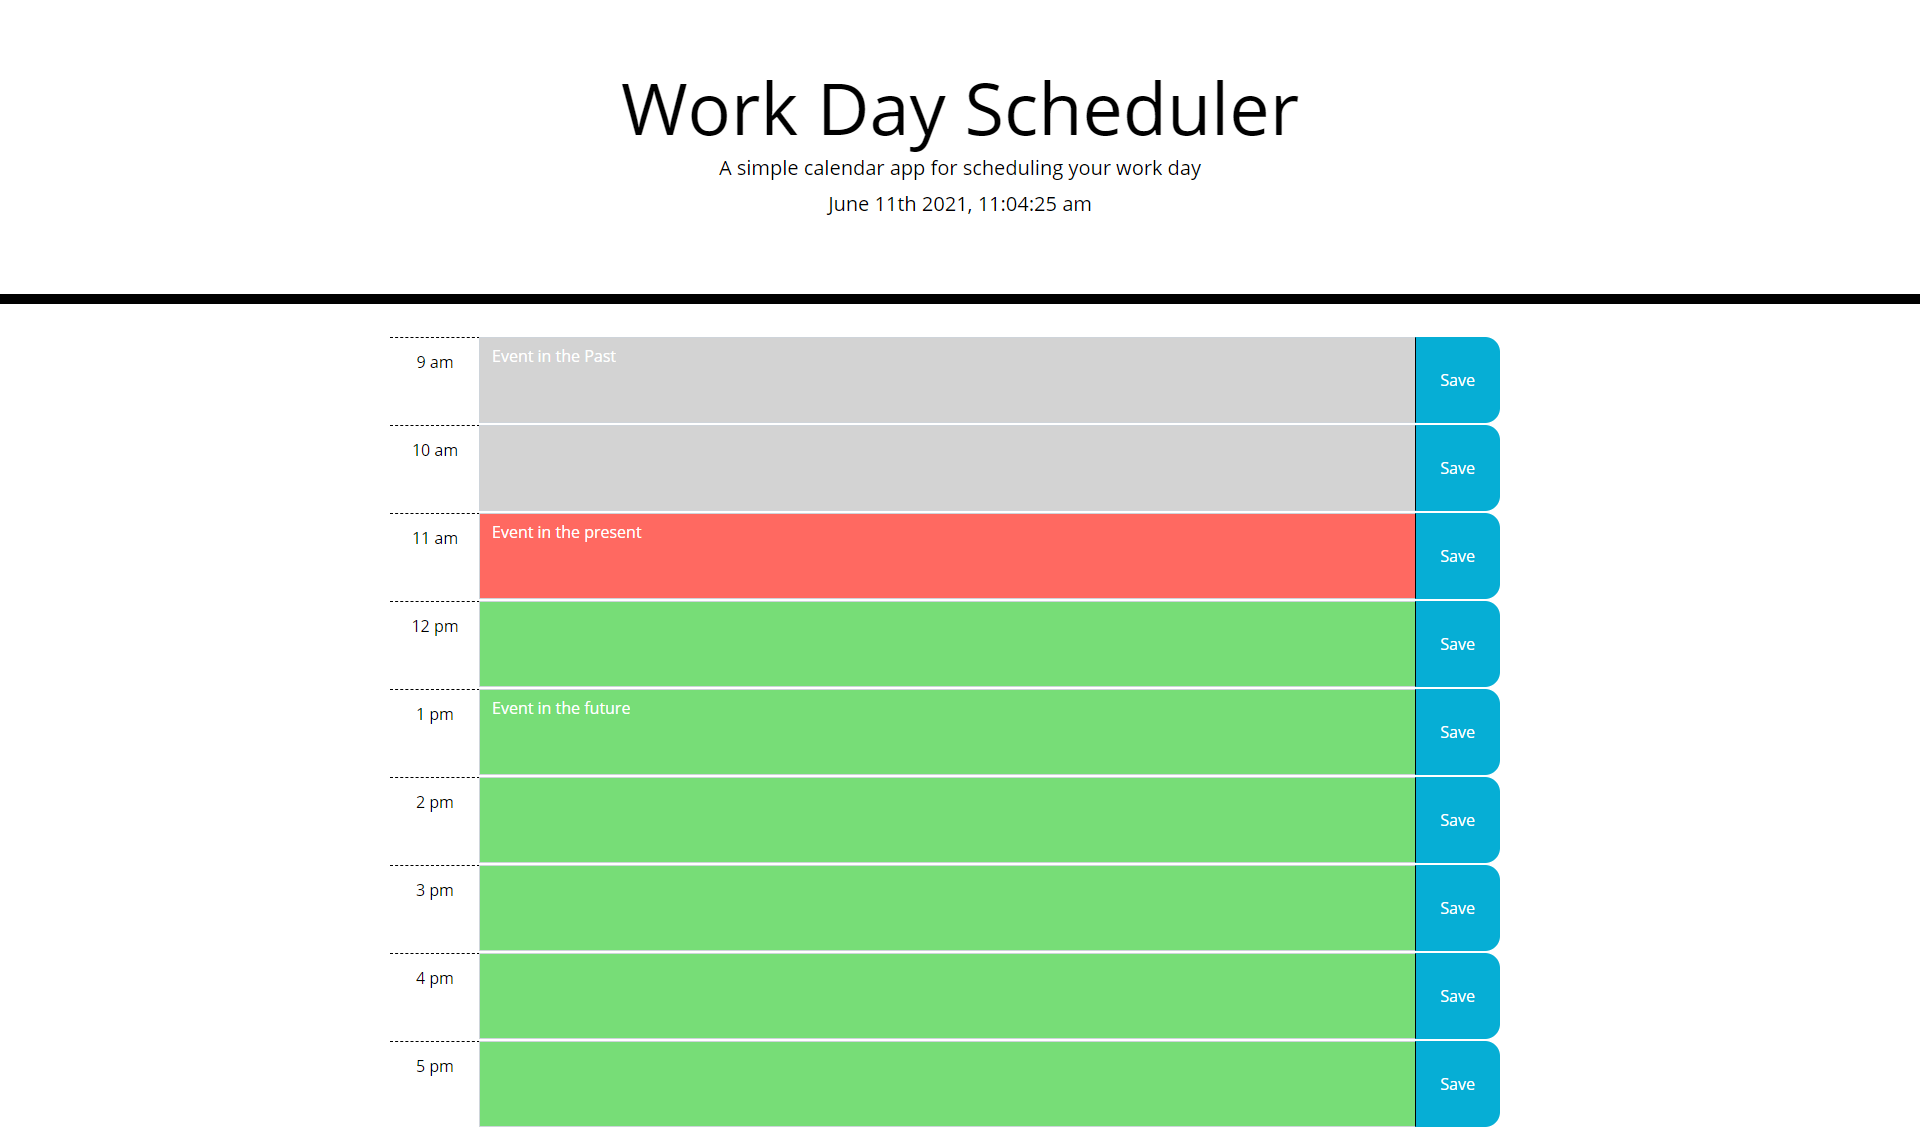 Work Day Scheduler
A simple calendar app for scheduling your work day
June 11th 2021, 11:04:25 am
9 am Event in the Past Save
10 am Save
11 am Event in the present Save
12 pm Save
1 pm Event in the future Save
2 pm Save
3 pm Save
4 pm Save
5 pm Save